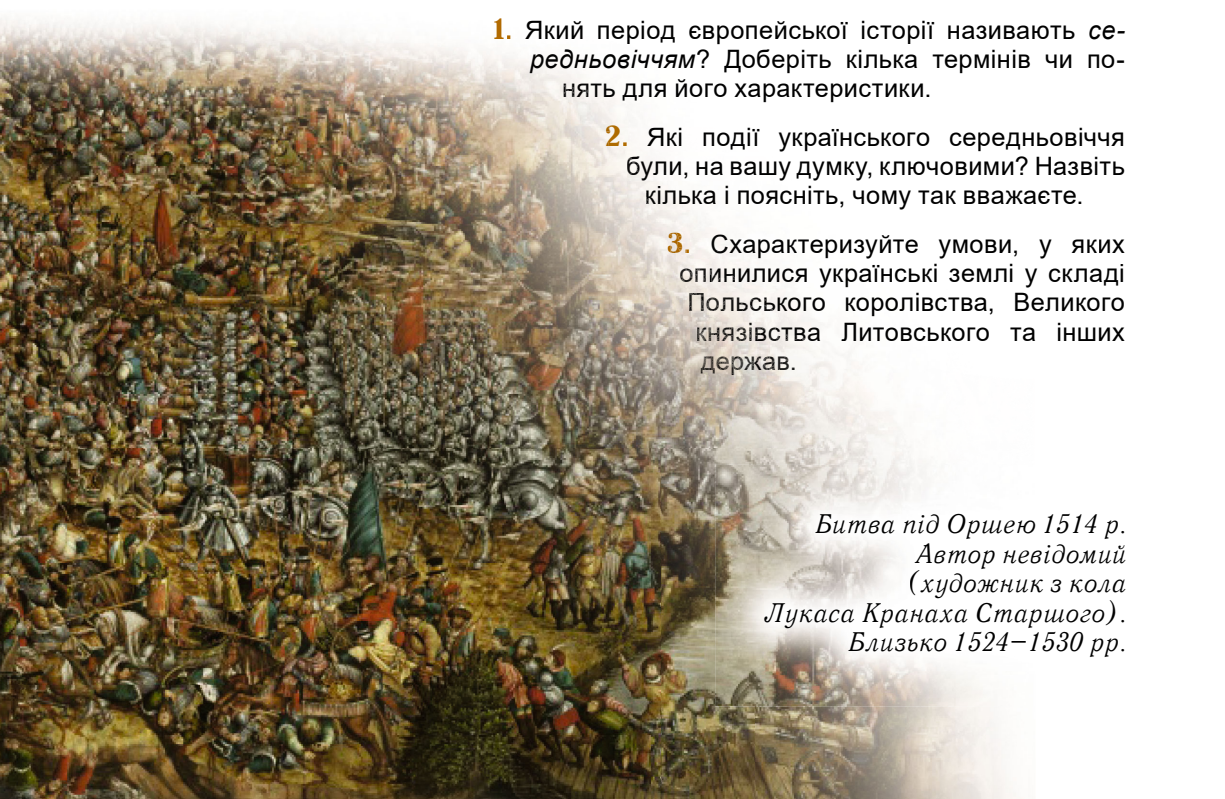 1. Який період європейської історії називають се-
редньовіччям? Доберіть кілька термінів чи по-
нять для його характеристики.
2. Які події українського середньовіччя
були, на вашу думку, ключовими? Назвіть
кілька і поясніть, чому так вважаєте.
3. Схарактеризуйте умови, у яких
опинилися українські землі у складі
Польського королівства, Великого
князівства Литовського та інших
держав.
Битва під Оршею 1514 р.
Автор невідомий
(художник з кола
Лукаса Кранаха Старшого).
Близько 1524–1530 рр.